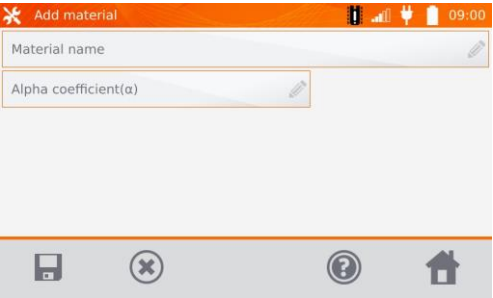 Add material 09:00
Material name
Alpha coefficient(α)
?